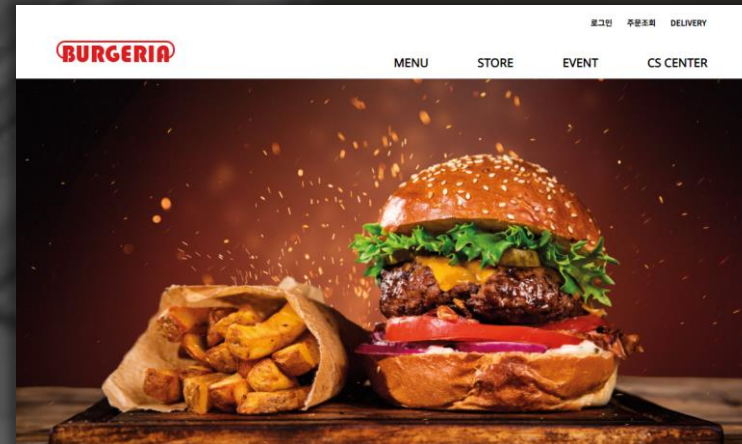 로그인 주문조회 DELIVERY
BURGERIA
MENU STORE EVENT CS CENTER